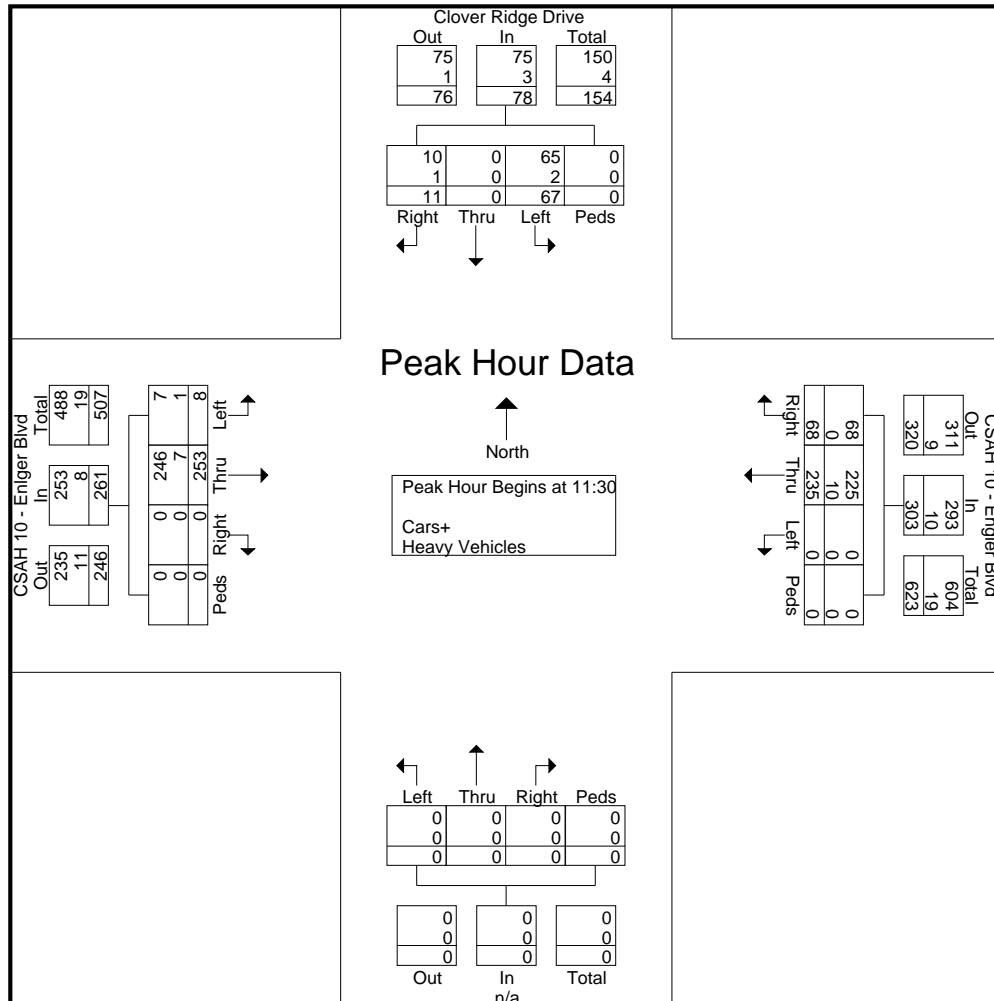 Clover Ridge Drive
Out In Total
75 75 150
1 3 4
76 78 154
10 0 65 0
1 0 2 0
11 0 67 0
Right Thru Left Peds
Peak Hour Data
North
Peak Hour Begins at 11:30
Cars+
Heavy Vehicles
CSAH 10 - Enlger Blvd
Total In Out
488 253 235
19 8 11
507 261 246
7 246 0 0
1 7 0 0
8 253 0 0
Left Thru Right Peds
CSAH 10 - Engler Blvd
Out In Total
311 293 604
9 10 19
320 303 623
68 225 0 0
0 10 0 0
68 235 0 0
Right Thru Left Peds
Left Thru Right Peds
0 0 0 0
0 0 0 0
0 0 0 0
0 0 0
0 0 0
0 0 0
Out In Total
n/a